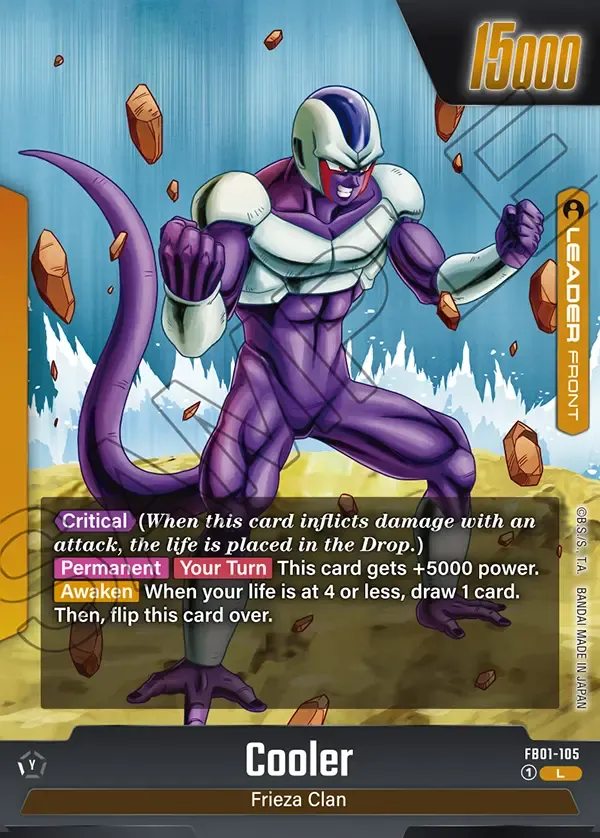 15000
LEADER FRONT
SAMPLE
Critical (When this card inflicts damage with an
attack, the life is placed in the Drop.)
Permanent Your Turn This card gets +5000 power.
Awaken When your life is at 4 or less, draw 1 card.
Then, flip this card over.
©B.S./S., T.A. BANDAI MADE IN JAPAN
Y
Cooler
FB01-105
1 L
Frieza Clan